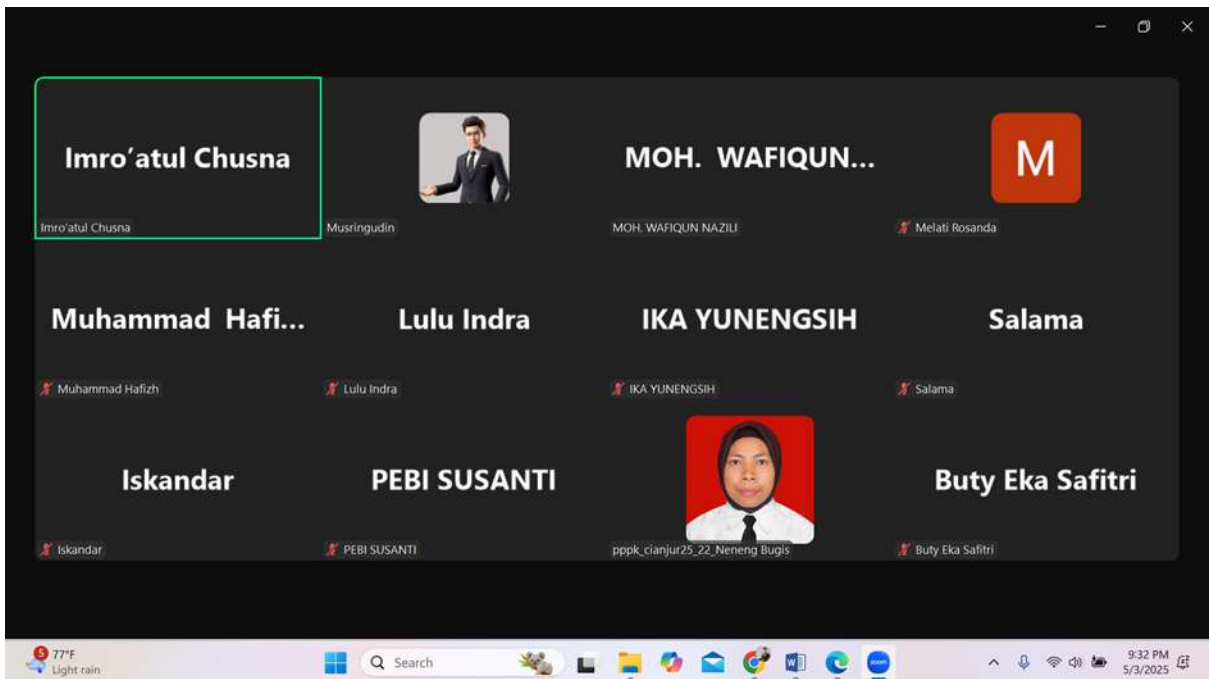 Imro'atul Chusna
MOH. WAFIQUN...
M
Imro'atul Chusna
Musringudin
MOH. WAFIQUN NAZILI
Melati Rosanda
Muhammad Hafi...
Lulu Indra
IKA YUNENGSIH
Salama
Muhammad Hafizh
Lulu Indra
IKA YUNENGSIH
Salama
Iskandar
PEBI SUSANTI
Buty Eka Safitri
Iskandar
PEBI SUSANTI
pppk_cianjur25_22_Neneng Bugis
Buty Eka Safitri
5
77°F
Light rain
Search
W
zoom
9:32 PM
5/3/2025